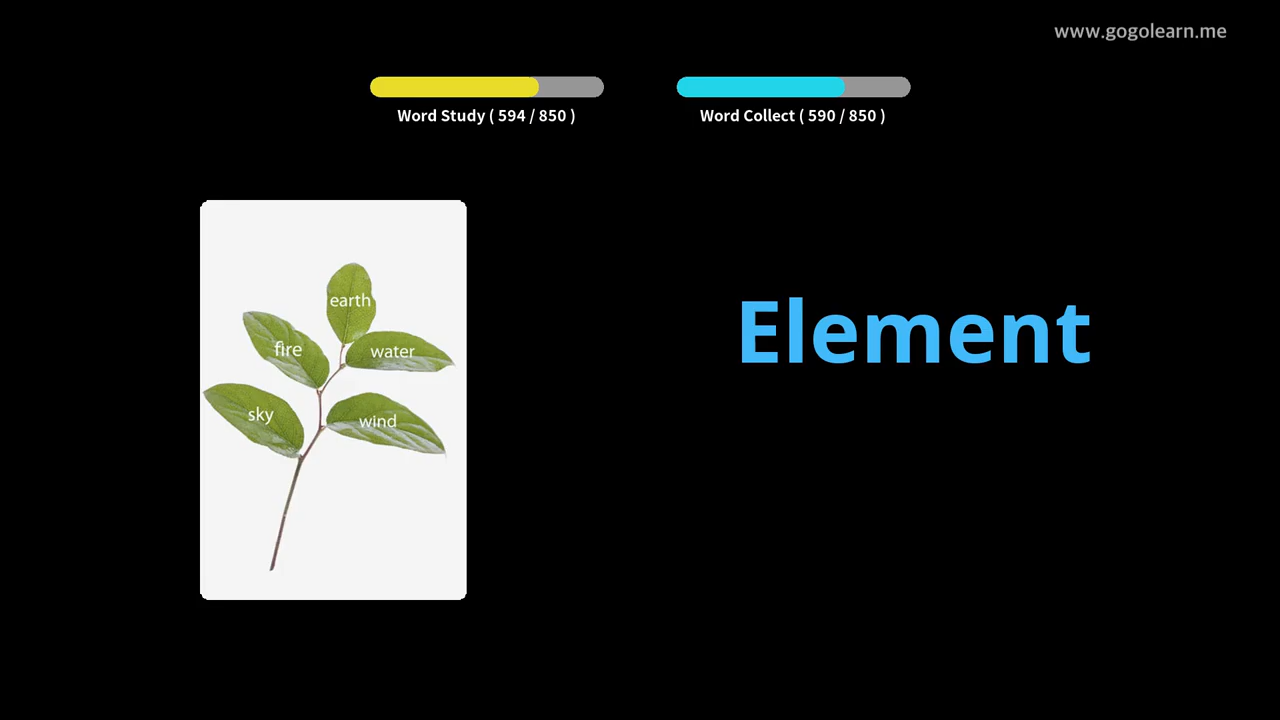 www.gogolearn.me
Word Study ( 594 / 850 )
Word Collect ( 590 / 850 )
earth
fire
water
sky
wind
Element